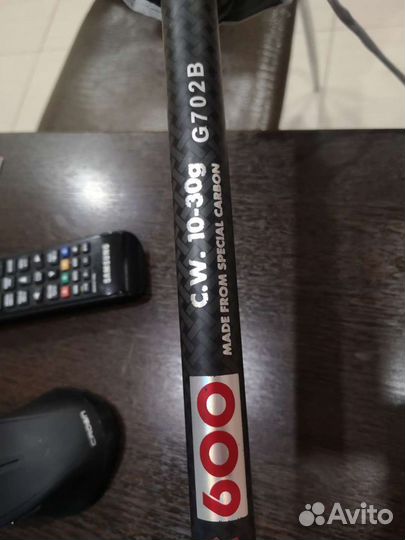 600
C.W. 10-30g G702B
MADE FROM SPECIAL CARBON
SAMSUNG
Avito